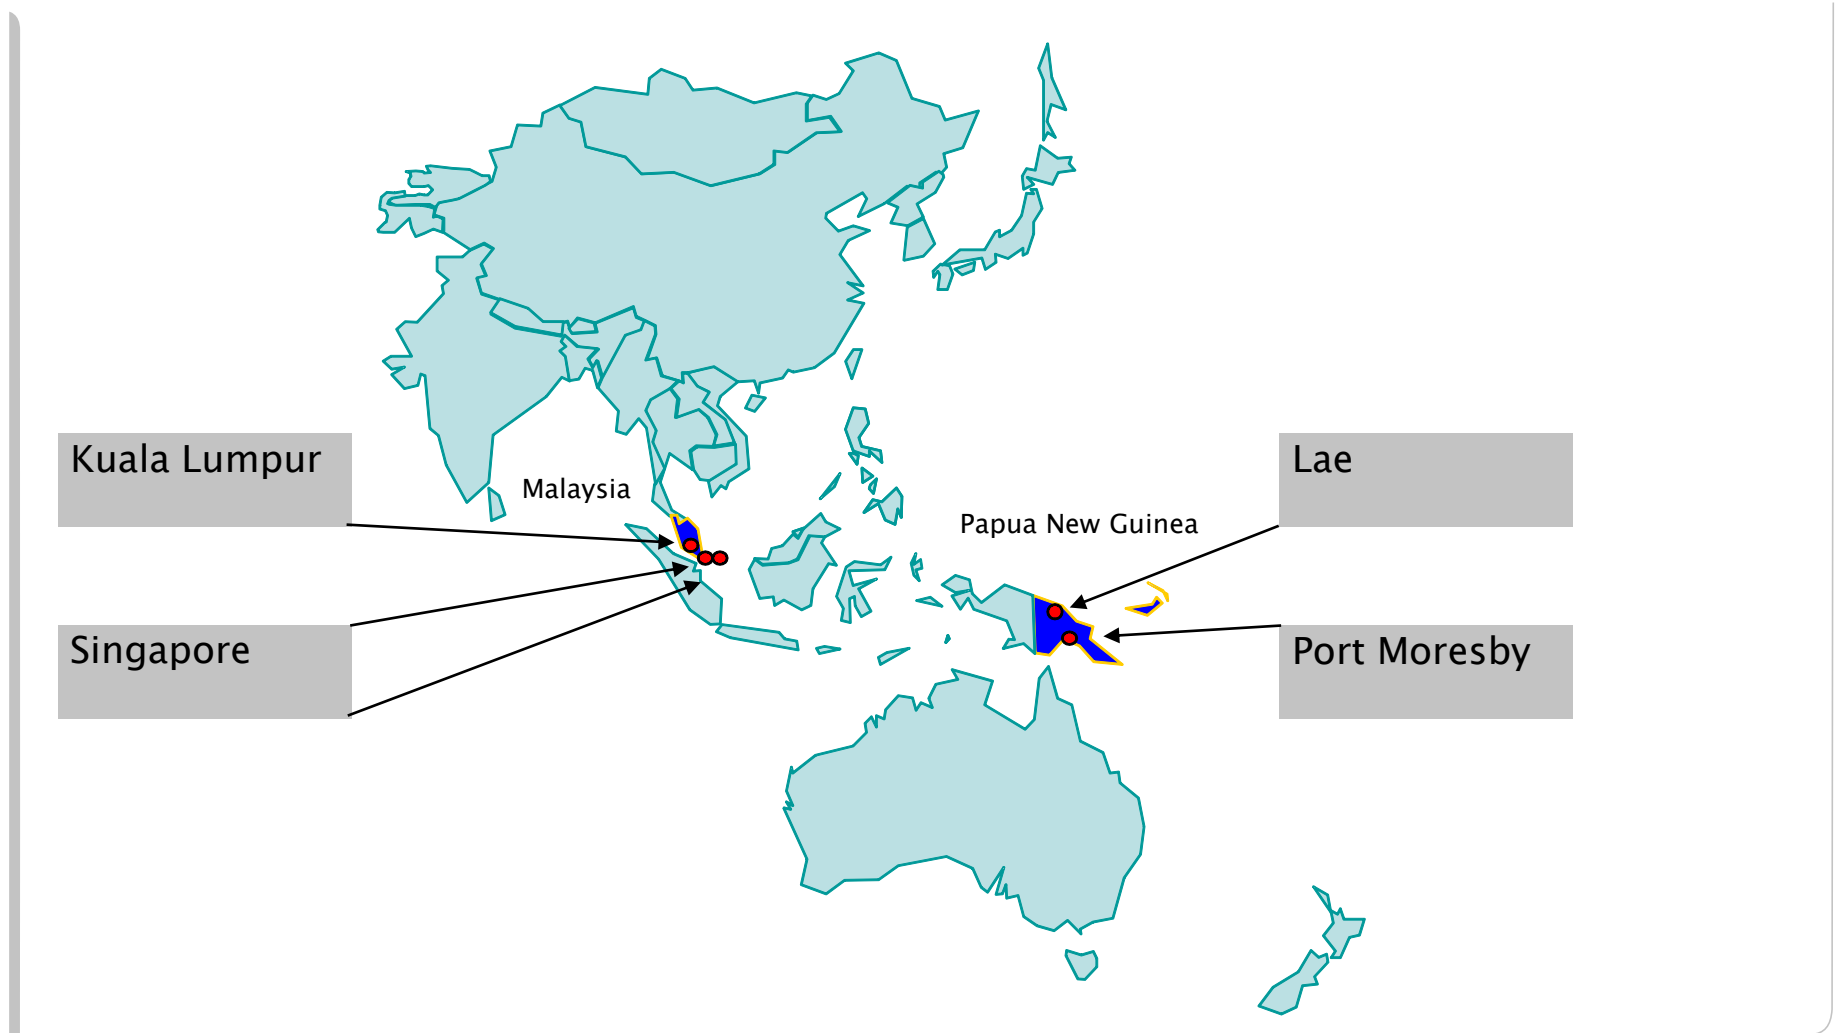 Kuala Lumpur
Malaysia
Singapore
Papua New Guinea
Lae
Port Moresby